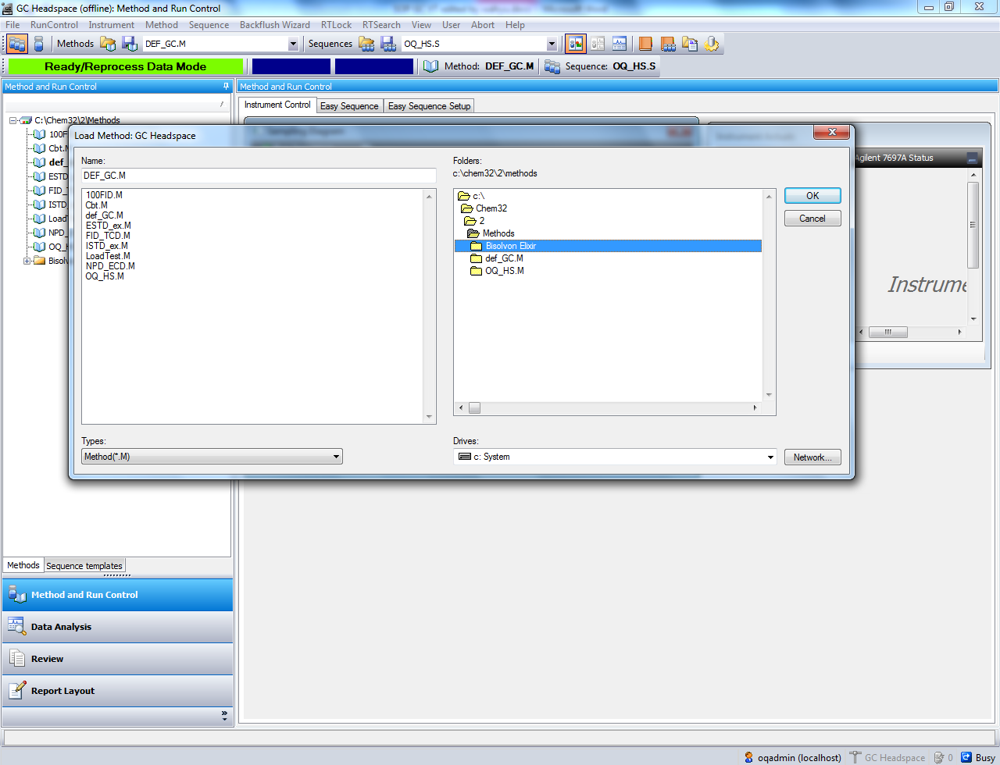 GC Headspace (offline): Method and Run Control
File RunControl Instrument Method Sequence Backflush Wizard RTLock RTSearch View User Abort Help
Methods DEF_GC.M Sequences OQ_HS.S
Ready/Reprocess Data Mode Method: DEF_GC.M Sequence: OQ_HS.S
Method and Run Control
Method and Run Control
Instrument Control Easy Sequence Easy Sequence Setup
C:\Chem32\2\Methods
100F
Cbt.M
def_
ESTD
FID_T
ISTD
Load
NPD_
OQ_H
Bisolv
Load Method: GC Headspace
Name:
DEF_GC.M
100FID.M
Cbt.M
def_GC.M
ESTD_ex.M
FID_TCD.M
ISTD_ex.M
LoadTest.M
NPD_ECD.M
OQ_HS.M
Types:
Method(*.M)
Folders:
c:\chem32\2\methods
c:\
Chem32
2
Methods
Bisolvon Elixir
def_GC.M
OQ_HS.M
Drives:
c: System
OK
Cancel
Network...
Agilent 7697A Status
Instrume
Methods Sequence templates
Method and Run Control
Data Analysis
Review
Report Layout
oqadmin (localhost) GC Headspace 0 Busy